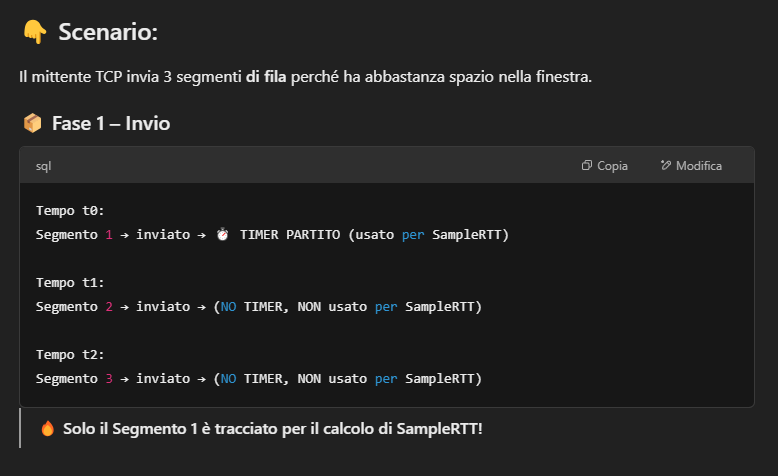 👇 Scenario:
Il mittente TCP invia 3 segmenti di fila perché ha abbastanza spazio nella finestra.
📦 Fase 1 – Invio
sql Copia Modifica
Tempo t0:
Segmento 1 → inviato → ⏱ TIMER PARTITO (usato per SampleRTT)
Tempo t1:
Segmento 2 → inviato → (NO TIMER, NON usato per SampleRTT)
Tempo t2:
Segmento 3 → inviato → (NO TIMER, NON usato per SampleRTT)
🔥 Solo il Segmento 1 è tracciato per il calcolo di SampleRTT!